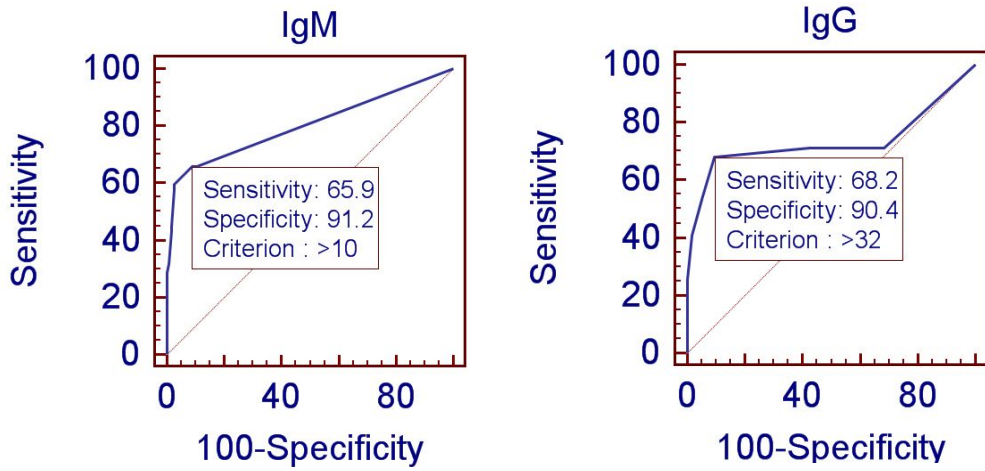 IgM
100
80
60
40
20
0
Sensitivity
Sensitivity: 65.9
Specificity: 91.2
Criterion : >10
0 40 80
100-Specificity
IgG
100
80
60
40
20
0
Sensitivity
Sensitivity: 68.2
Specificity: 90.4
Criterion : >32
0 40 80
100-Specificity